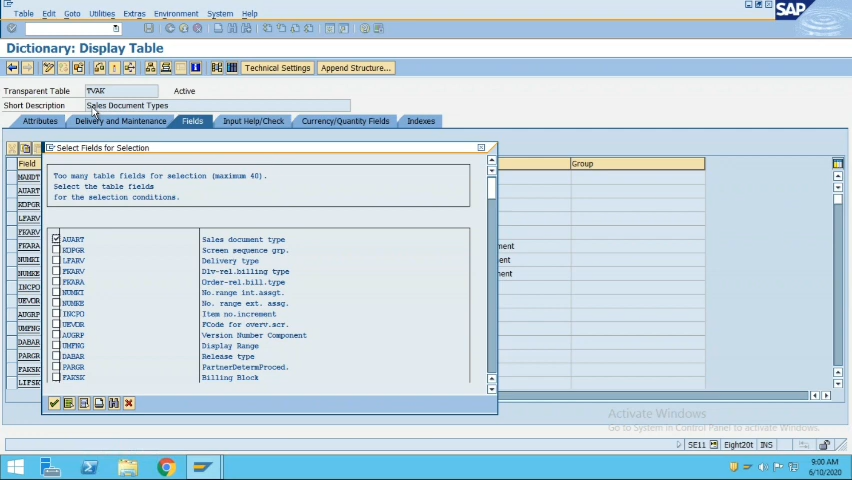 Table Edit Goto Utilities Extras Environment System Help
SAP
Dictionary: Display Table
Technical Settings Append Structure...
Transparent Table TVAK Active
Short Description Sales Document Types
Attributes Delivery and Maintenance Fields Input Help/Check Currency/Quantity Fields Indexes
Select Fields for Selection
Field Group
MANDT
AUART
KOPGR
LFARV
FKARV
FKARA ment
NUMKI ent
NUMKE ment
INCPO
UEVOR
AUGRP
UMFNG
DABAR
PARGR
FAKSK
LIFSK
Too many table fields for selection (maximum 40).
Select the table fields
for the selection conditions.
AUART Sales document type
KOPGR Screen sequence grp.
LFARV Delivery type
FKARV Dlv-rel.billing type
FKARA Order-rel.bill.type
NUMKI No.range int.assgt.
NUMKE No. range ext. assg.
INCPO Item no.increment
UEVOR FCode for overv.scr.
AUGRP Version Number Component
UMFNG Display Range
DABAR Release type
PARGR PartnerDetermProced.
FAKSK Billing Block
Activate Windows
Go to System in Control Panel to activate Windows.
SE11 Eight20t INS
9:00 AM
6/10/2020